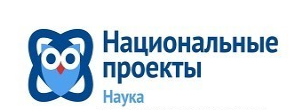 Национальные
проекты
Наука